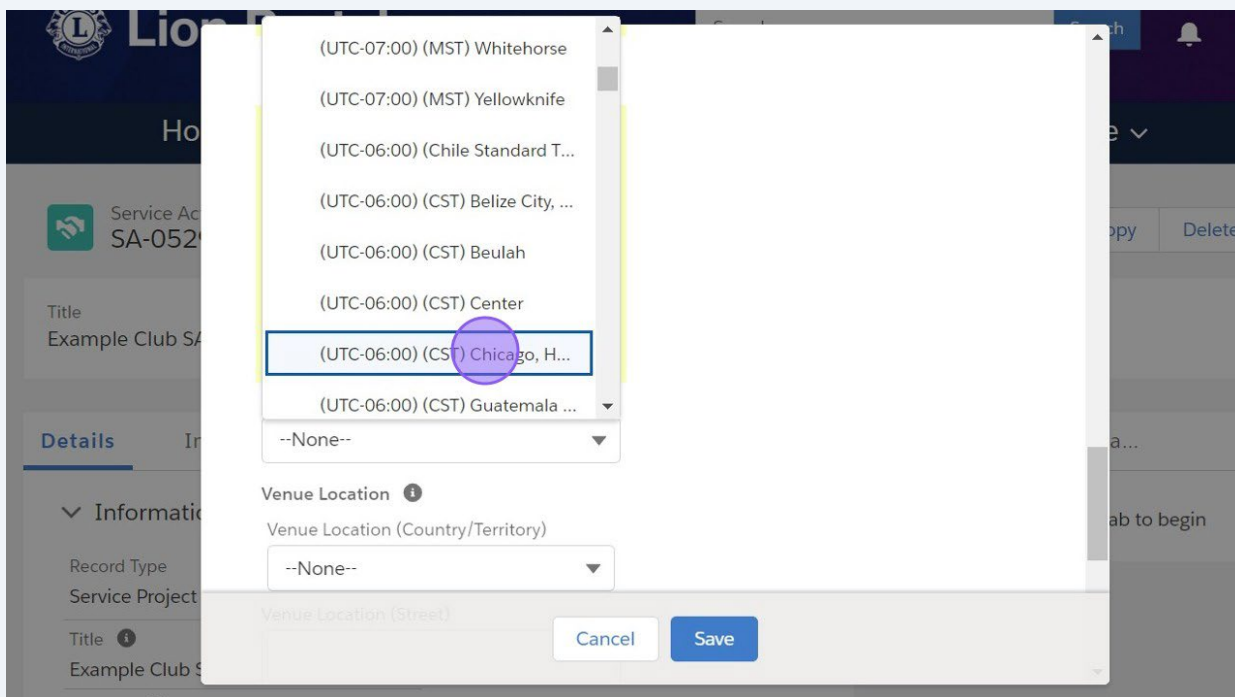 Lio
Search
Ho
e
Service Ac
SA-052
opy
Delete
Title
Example Club SA
Details
In
a...
Informatio
ab to begin
Record Type
Service Project
Title
Example Club S
(UTC-07:00) (MST) Whitehorse
(UTC-07:00) (MST) Yellowknife
(UTC-06:00) (Chile Standard T...
(UTC-06:00) (CST) Belize City, ...
(UTC-06:00) (CST) Beulah
(UTC-06:00) (CST) Center
(UTC-06:00) (CST) Chicago, H...
(UTC-06:00) (CST) Guatemala ...
--None--
Venue Location
Venue Location (Country/Territory)
--None--
Venue Location (Street)
Cancel
Save